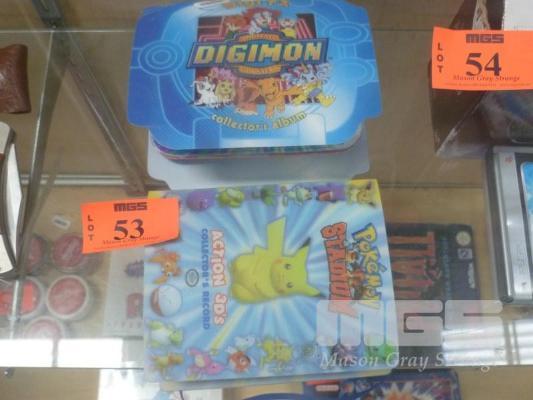 DIGIMON
collector's album
MGS
LOT
54
Mason Gray Strange
MGS
LOT
53
Mason Gray Strange
POKéMON
STADIUM
ACTION 3D's
COLLECTOR'S RECORD
MGS
Mason Gray Strange